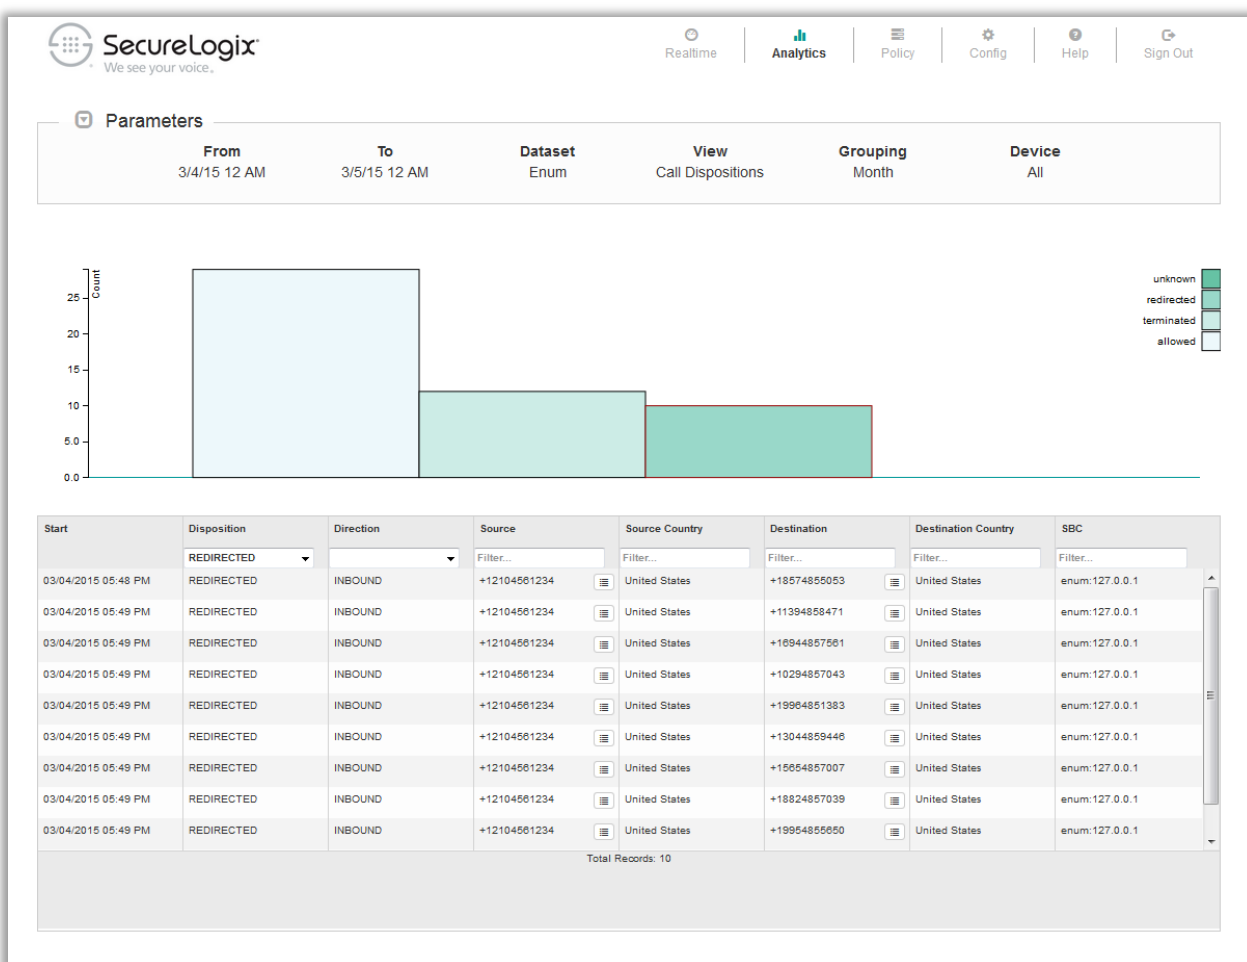 SecureLogix
We see your voice.
Realtime
Analytics
Policy
Config
Help
Sign Out
Parameters
From To Dataset View Grouping Device
3/4/15 12 AM 3/5/15 12 AM Enum Call Dispositions Month All
Count
25
20
15
10
5.0
0.0
unknown
redirected
terminated
allowed
Start Disposition Direction Source Source Country Destination Destination Country SBC
REDIRECTED Filter... Filter... Filter... Filter... Filter...
03/04/2015 05:48 PM REDIRECTED INBOUND +12104561234 United States +18574855053 United States enum:127.0.0.1
03/04/2015 05:49 PM REDIRECTED INBOUND +12104561234 United States +11394858471 United States enum:127.0.0.1
03/04/2015 05:49 PM REDIRECTED INBOUND +12104561234 United States +16944857561 United States enum:127.0.0.1
03/04/2015 05:49 PM REDIRECTED INBOUND +12104561234 United States +10294857043 United States enum:127.0.0.1
03/04/2015 05:49 PM REDIRECTED INBOUND +12104561234 United States +19964851383 United States enum:127.0.0.1
03/04/2015 05:49 PM REDIRECTED INBOUND +12104561234 United States +13044859446 United States enum:127.0.0.1
03/04/2015 05:49 PM REDIRECTED INBOUND +12104561234 United States +15654857007 United States enum:127.0.0.1
03/04/2015 05:49 PM REDIRECTED INBOUND +12104561234 United States +18824857039 United States enum:127.0.0.1
03/04/2015 05:49 PM REDIRECTED INBOUND +12104561234 United States +19954855650 United States enum:127.0.0.1
Total Records: 10